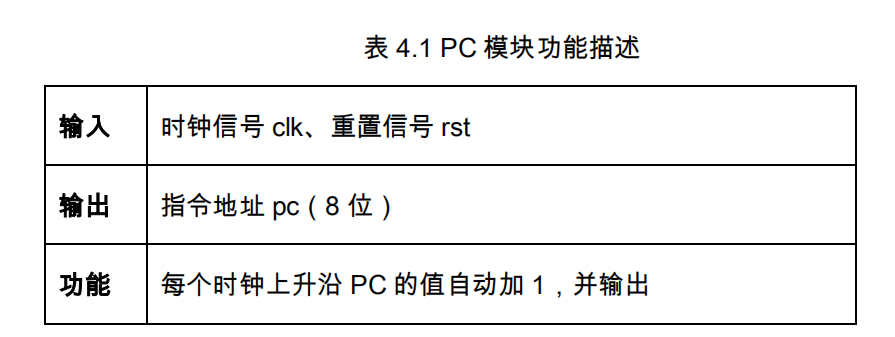 表 4.1 PC 模块功能描述
输入 时钟信号 clk、重置信号 rst
输出 指令地址 pc（8 位）
功能 每个时钟上升沿 PC 的值自动加 1，并输出